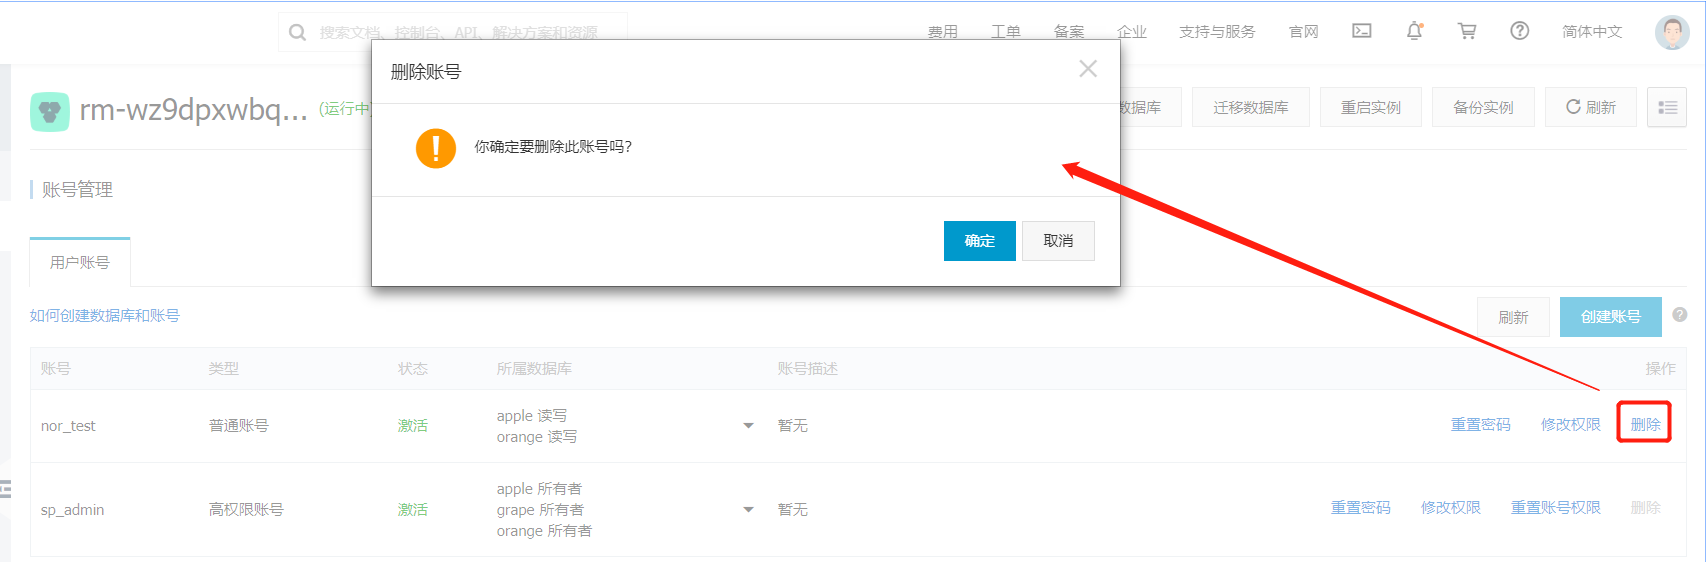 搜索文档、控制台、API、解决方案和资源
费用 工单 备案 企业 支持与服务 官网 简体中文
删除账号
rm-wz9dpxwbq... (运行中)
数据库 迁移数据库 重启实例 备份实例 刷新
你确定要删除此账号吗?
账号管理
确定 取消
用户账号
如何创建数据库和账号
刷新 创建账号
账号 类型 状态 所属数据库 账号描述 操作
nor_test 普通账号 激活 apple 读写 暂无 重置密码 修改权限 删除
orange 读写
apple 所有者
sp_admin 高权限账号 激活 grape 所有者 暂无 重置密码 修改权限 重置账号权限 删除
orange 所有者